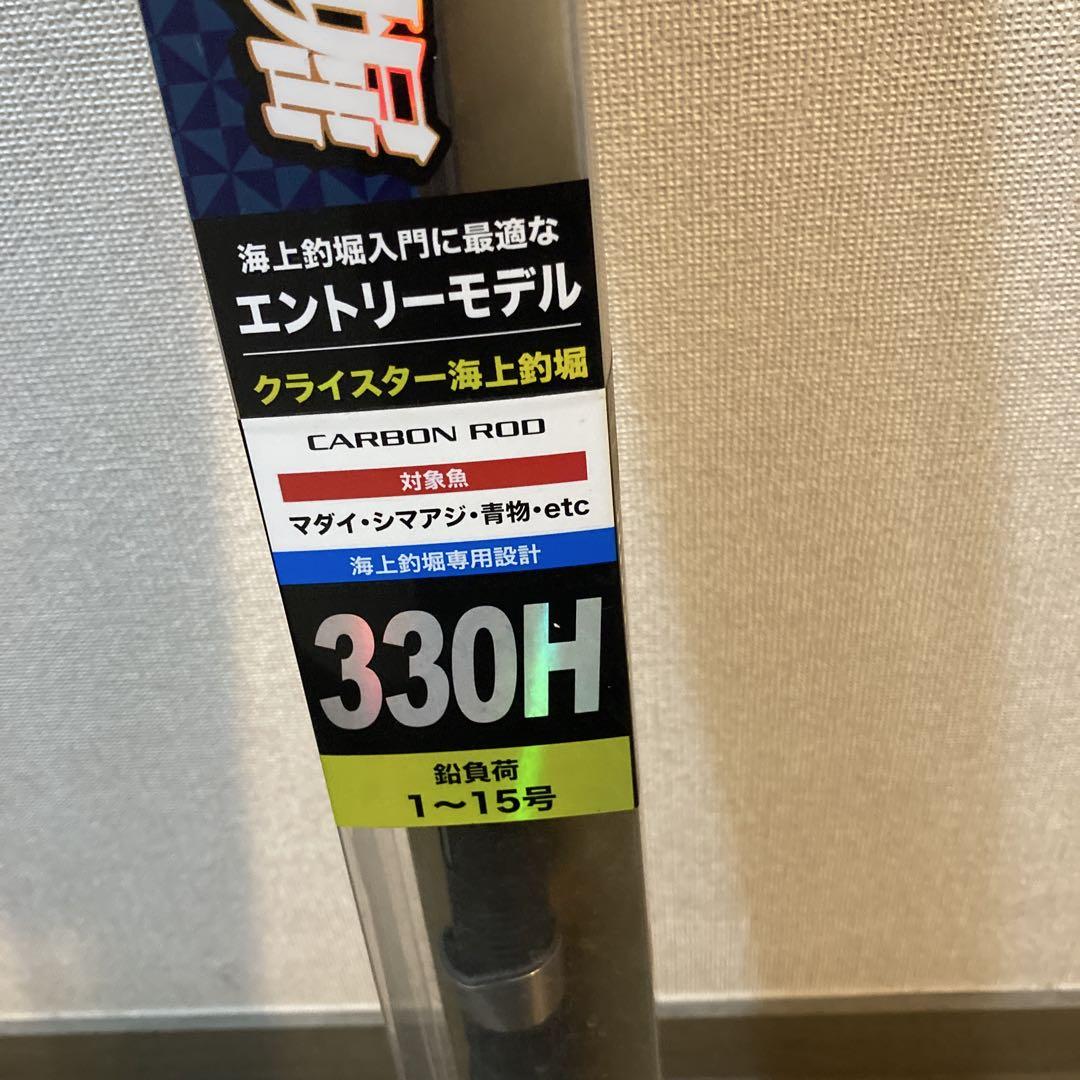 堀
海上釣堀入門に最適な
エントリーモデル
クライスター海上釣堀
CARBON ROD
対象魚
マダイ・シマアジ・青物・etc
海上釣堀専用設計
330H
鉛負荷
1〜15号